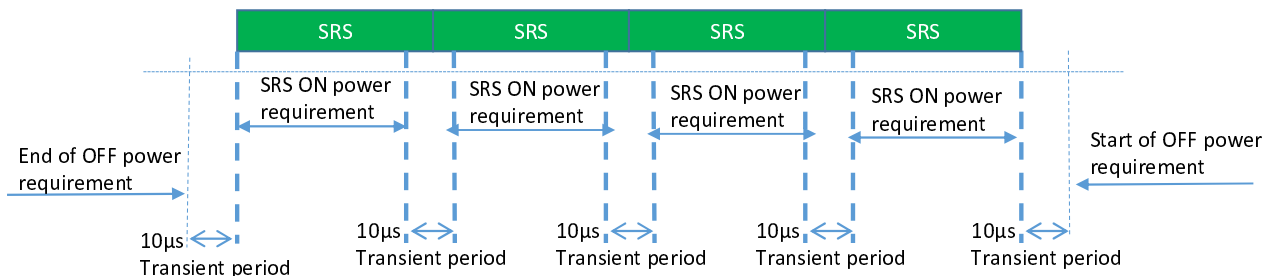 SRS SRS SRS SRS
SRS ON power
requirement
SRS ON power
requirement
SRS ON power
requirement
SRS ON power
requirement
End of OFF power
requirement
Start of OFF power
requirement
10µs
Transient period
10µs
Transient period
10µs
Transient period
10µs
Transient period
10µs
Transient period